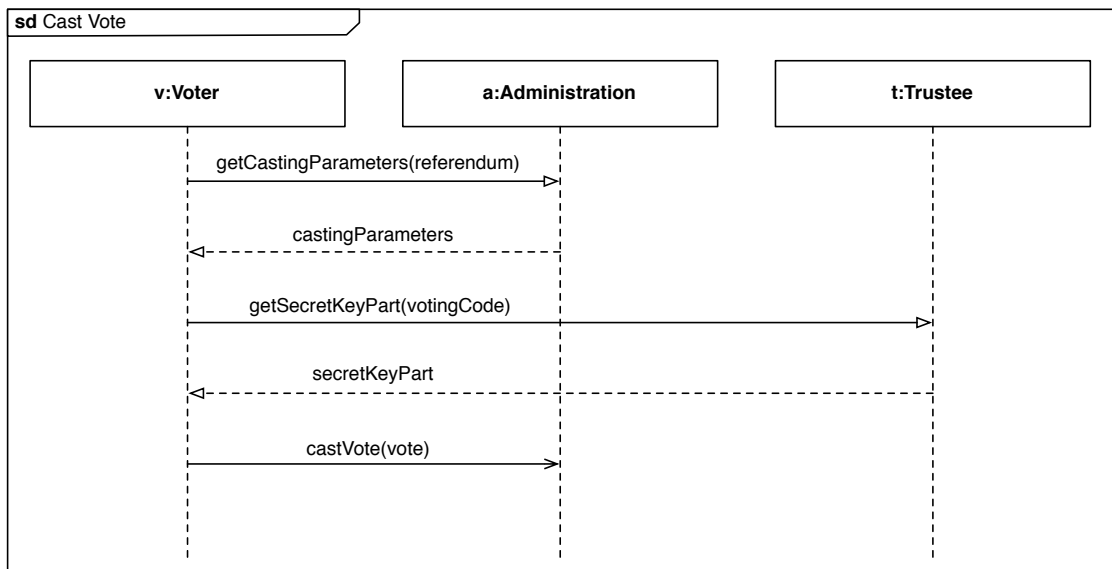 sd Cast Vote
v:Voter
a:Administration
t:Trustee
getCastingParameters(referendum)
castingParameters
getSecretKeyPart(votingCode)
secretKeyPart
castVote(vote)